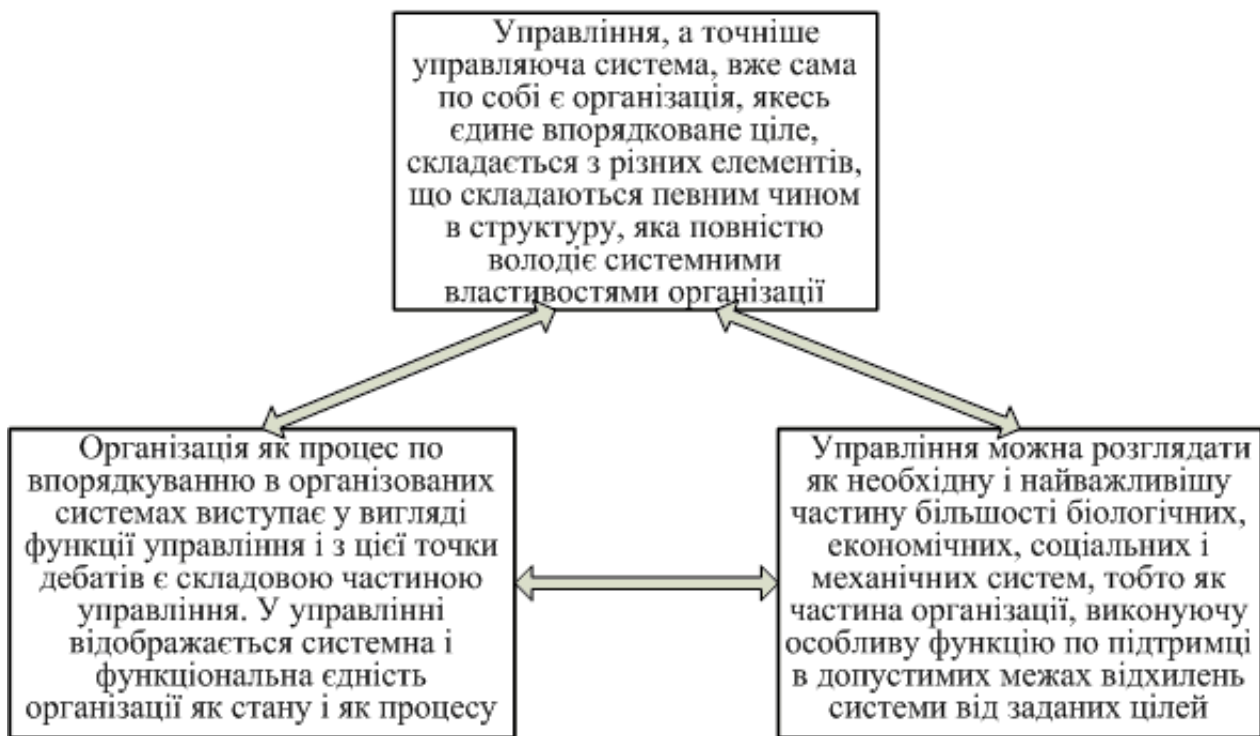 Управління, а точніше
управляюча система, вже сама
по собі є організація, якесь
єдине впорядковане ціле,
складається з різних елементів,
що складаються певним чином
в структуру, яка повністю
володіє системними
властивостями організації
Організація як процес по
впорядкуванню в організованих
системах виступає у вигляді
функції управління і з цієї точки
дебатів є складовою частиною
управління. У управлінні
відображається системна і
функціональна єдність
організації як стану і як процесу
Управління можна розглядати
як необхідну і найважливішу
частину більшості біологічних,
економічних, соціальних і
механічних систем, тобто як
частина організації, виконуючу
особливу функцію по підтримці
в допустимих межах відхилень
системи від заданих цілей